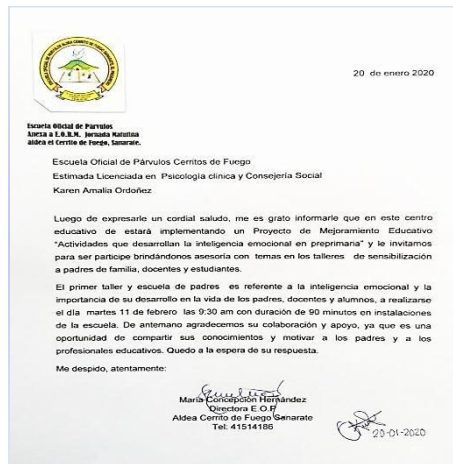 20 de enero 2020
Escuela Oficial de Párvulos
Anexa a E.O.R.M. Jornada Matutina
aldea el Cerrito de Fuego, Sanarate.
Escuela Oficial de Párvulos Cerritos de Fuego
Estimada Licenciada en Psicología clínica y Consejería Social
Karen Amalia Ordoñez
Luego de expresarle un cordial saludo, me es grato informarle que en este centro
educativo de estará implementando un Proyecto de Mejoramiento Educativo
"Actividades que desarrollan la inteligencia emocional en preprimaria" y le invitamos
para ser participe brindándonos asesoría con temas en los talleres de sensibilización
a padres de familia, docentes y estudiantes.
El primer taller y escuela de padres es referente a la inteligencia emocional y la
importancia de su desarrollo en la vida de los padres, docentes y alumnos, a realizarse
el día martes 11 de febrero las 9:30 am con duración de 90 minutos en instalaciones
de la escuela. De antemano agradecemos su colaboración y apoyo, ya que es una
oportunidad de compartir sus conocimientos y motivar a los padres y a los
profesionales educativos. Quedo a la espera de su respuesta.
Me despido, atentamente:
María Concepción Hernández
Directora E.O.P
Aldea Cerrito de Fuego Sanarate
Tel: 41514186
20-01-2020